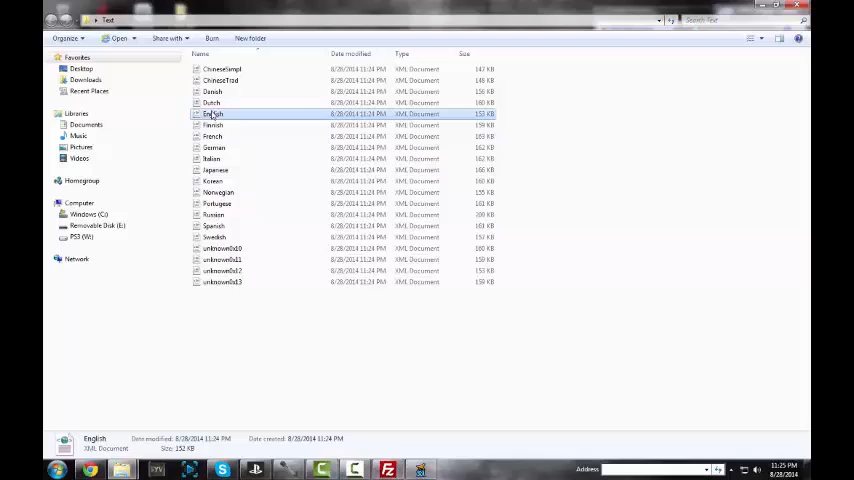 Text
Search Text
Organize Open Share with Burn New folder
Name Date modified Type Size
Favorites
Desktop
Downloads
Recent Places
Libraries
Documents
Music
Pictures
Videos
Homegroup
Computer
Windows (C:)
Removable Disk (E:)
PS3 (W:)
Network
ChineseSimpl 8/28/2014 11:24 PM XML Document 147 KB
ChineseTrad 8/28/2014 11:24 PM XML Document 148 KB
Danish 8/28/2014 11:24 PM XML Document 156 KB
Dutch 8/28/2014 11:24 PM XML Document 160 KB
English 8/28/2014 11:24 PM XML Document 153 KB
Finnish 8/28/2014 11:24 PM XML Document 159 KB
French 8/28/2014 11:24 PM XML Document 163 KB
German 8/28/2014 11:24 PM XML Document 162 KB
Italian 8/28/2014 11:24 PM XML Document 162 KB
Japanese 8/28/2014 11:24 PM XML Document 166 KB
Korean 8/28/2014 11:24 PM XML Document 160 KB
Norwegian 8/28/2014 11:24 PM XML Document 155 KB
Portugese 8/28/2014 11:24 PM XML Document 161 KB
Russian 8/28/2014 11:24 PM XML Document 209 KB
Spanish 8/28/2014 11:24 PM XML Document 161 KB
Swedish 8/28/2014 11:24 PM XML Document 157 KB
unknown0x10 8/28/2014 11:24 PM XML Document 160 KB
unknown0x11 8/28/2014 11:24 PM XML Document 159 KB
unknown0x12 8/28/2014 11:24 PM XML Document 153 KB
unknown0x13 8/28/2014 11:24 PM XML Document 159 KB
English Date modified: 8/28/2014 11:24 PM Date created: 8/28/2014 11:24 PM
XML Document Size: 152 KB
SYV
Address
11:25 PM
8/28/2014